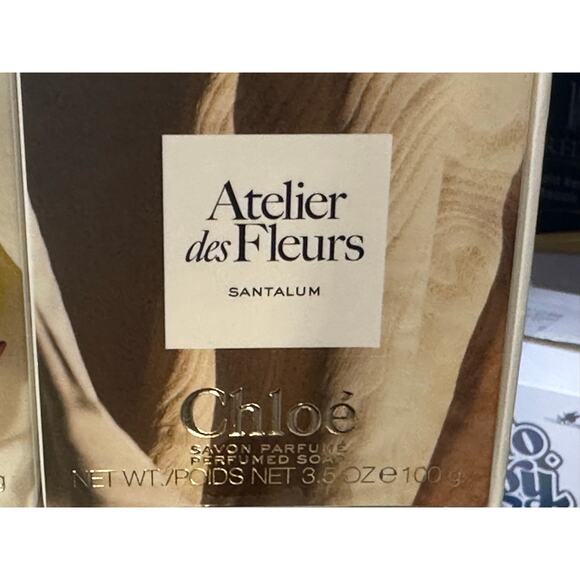 Atelier
des Fleurs
SANTALUM
Chloé
SAVON PARFUMÉ
PERFUMED SOAP
NET WT./POIDS NET 3.5 OZ e 100 g
g